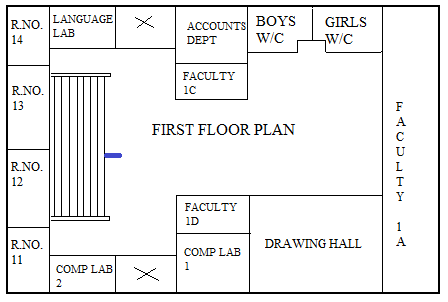 R.NO.
14
LANGUAGE
LAB
ACCOUNTS
DEPT
BOYS
W/C
GIRLS
W/C
R.NO.
13
FACULTY
1C
FIRST FLOOR PLAN
FACULTY 1A
R.NO.
12
FACULTY
1D
R.NO.
11
COMP LAB
2
COMP LAB
1
DRAWING HALL